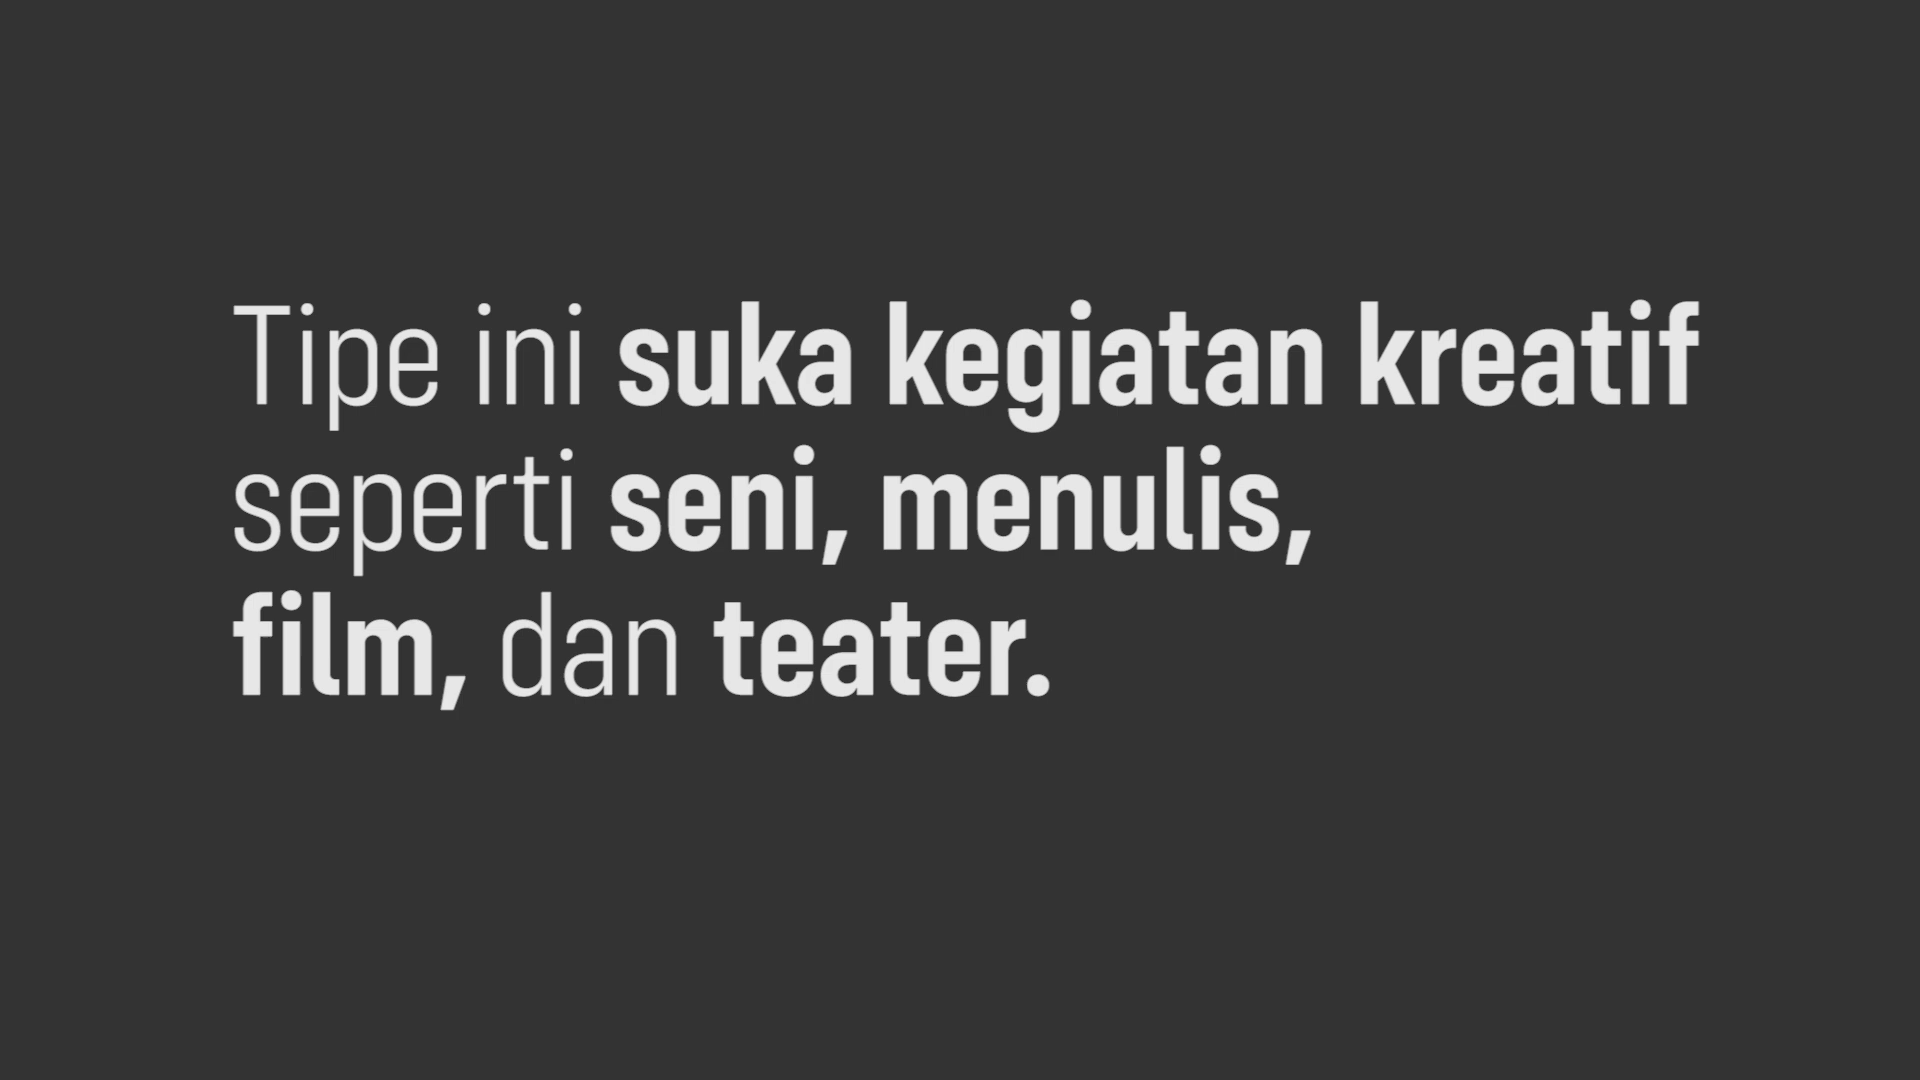 Tipe ini suka kegiatan kreatif
seperti seni, menulis,
film, dan teater.